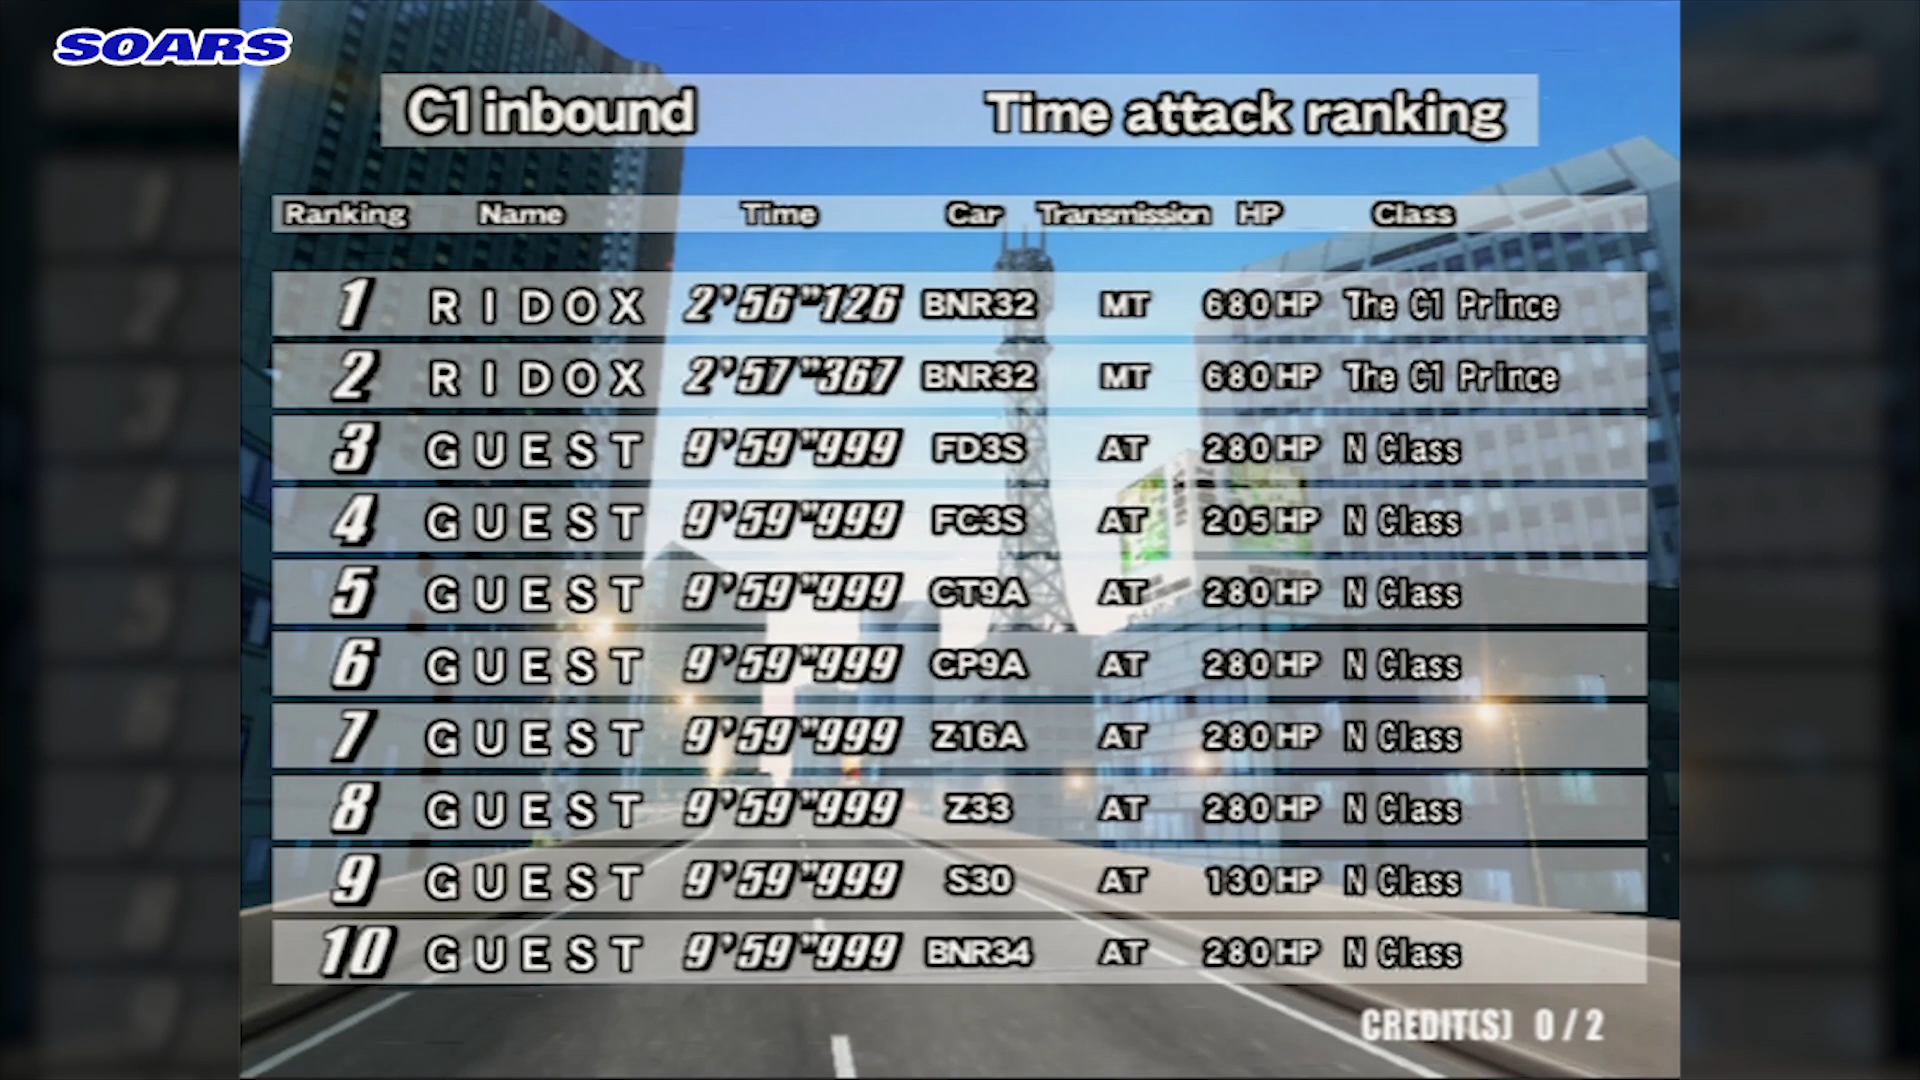 SOARS
C1 inbound Time attack ranking
Ranking Name Time Car Transmission HP Class
1 RIDOX 2'56"126 BNR32 MT 680HP The C1 Prince
2 RIDOX 2'57"367 BNR32 MT 680HP The C1 Prince
3 GUEST 9'59"999 FD3S AT 280HP N Class
4 GUEST 9'59"999 FC3S AT 205HP N Class
5 GUEST 9'59"999 CT9A AT 280HP N Class
6 GUEST 9'59"999 CP9A AT 280HP N Class
7 GUEST 9'59"999 Z16A AT 280HP N Class
8 GUEST 9'59"999 Z33 AT 280HP N Class
9 GUEST 9'59"999 S30 AT 130HP N Class
10 GUEST 9'59"999 BNR34 AT 280HP N Class
CREDIT(S) 0 / 2